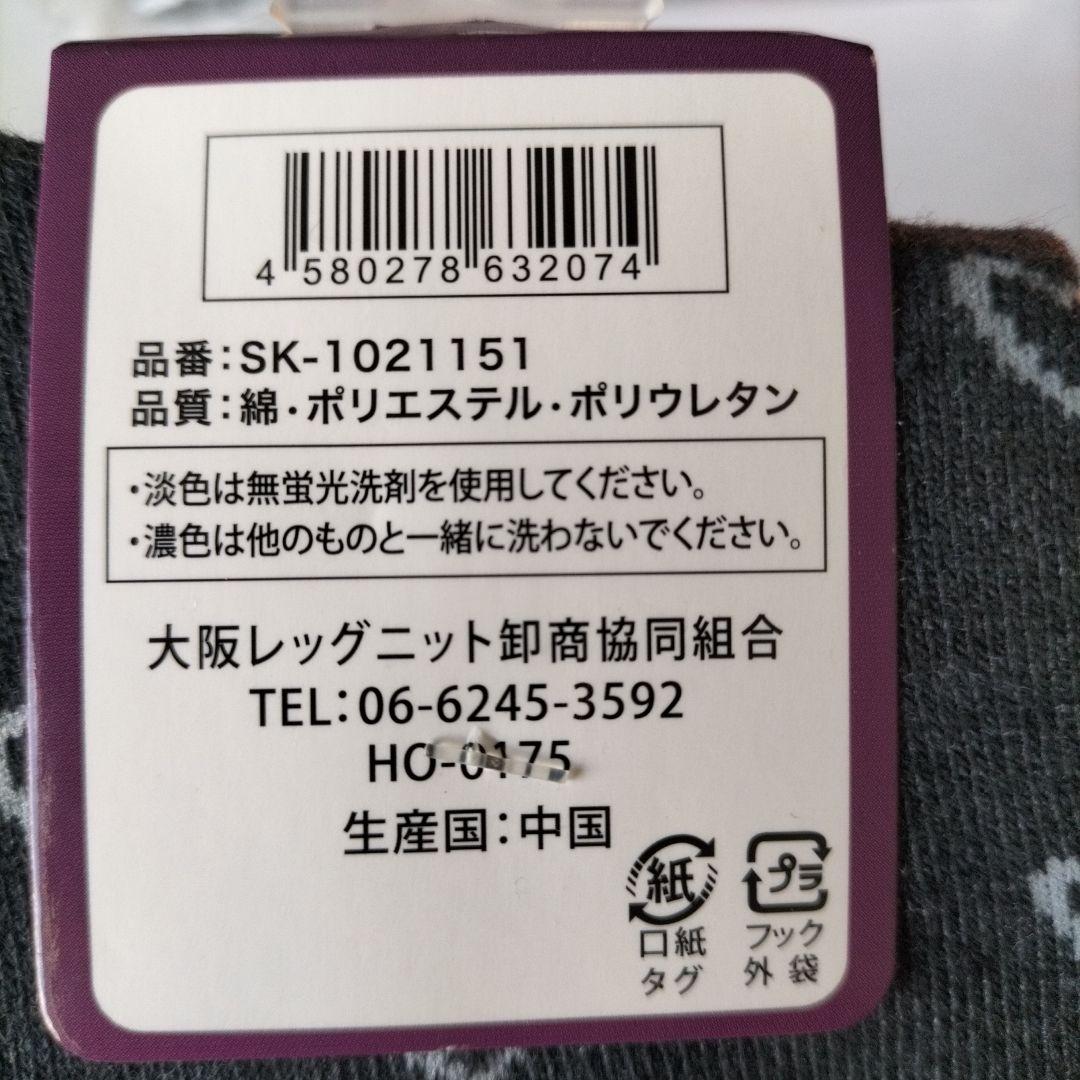 4 580278 632074
品番：SK-1021151
品質：綿・ポリエステル・ポリウレタン
・淡色は無蛍光洗剤を使用してください。
・濃色は他のものと一緒に洗わないでください。
大阪レッグニット卸商協同組合
TEL：06-6245-3592
HO-0175
生産国：中国
紙
口紙
タグ
プラ
フック
外袋